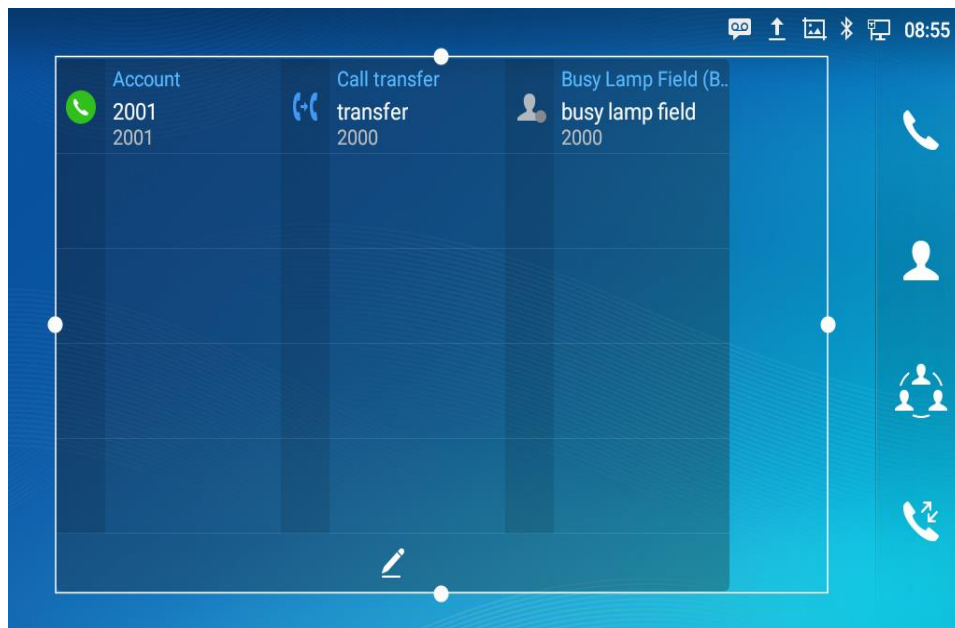 08:55
Account
2001
2001
Call transfer
transfer
2000
Busy Lamp Field (B..
busy lamp field
2000